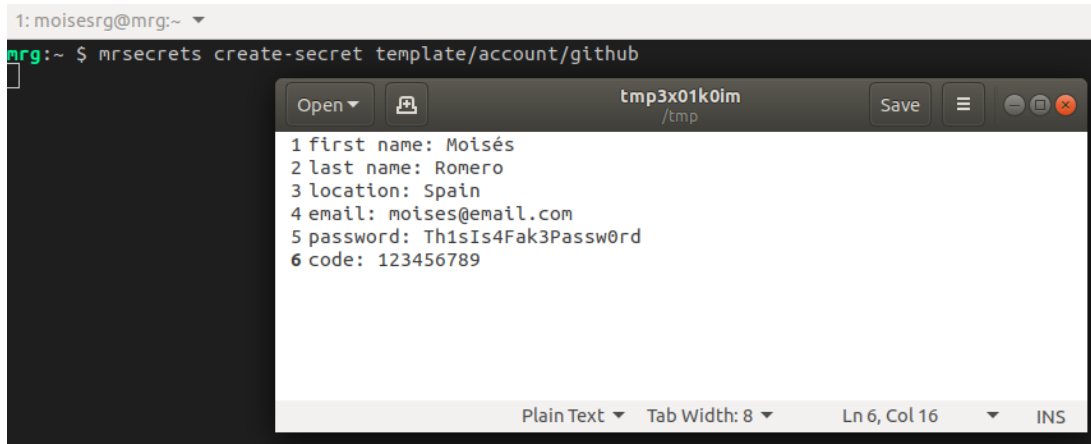 1: moisesrg@mrg:~
mrg:~ $ mrsecrets create-secret template/account/github
Open
tmp3x01k0im
/tmp
Save
1 first name: Moisés
2 last name: Romero
3 location: Spain
4 email: moises@email.com
5 password: Th1sIs4Fak3Passw0rd
6 code: 123456789
Plain Text Tab Width: 8 Ln 6, Col 16 INS